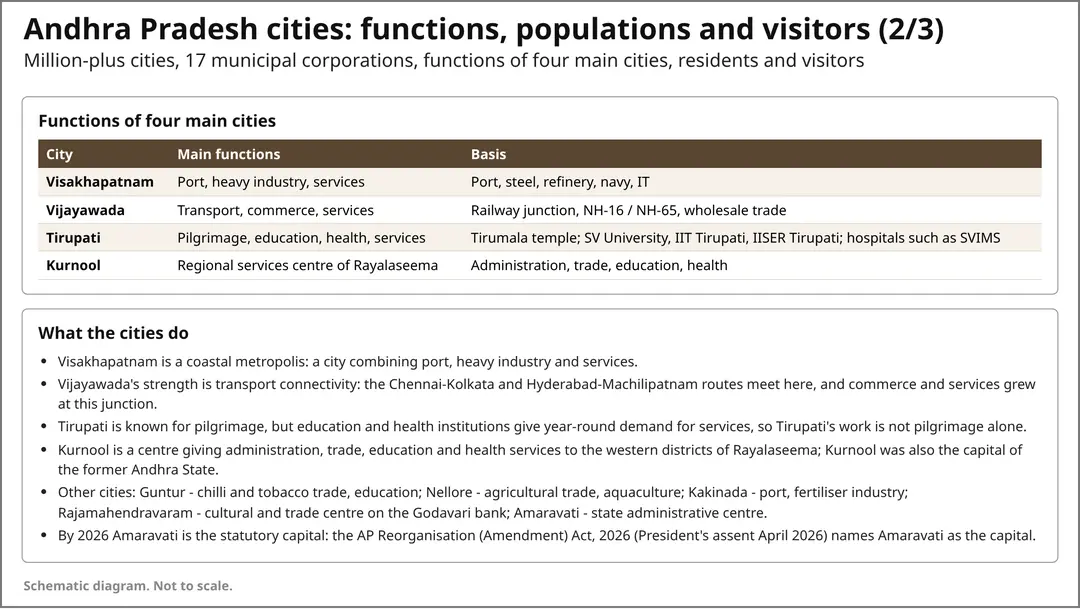 Andhra Pradesh cities: functions, populations and visitors (2/3)
Million-plus cities, 17 municipal corporations, functions of four main cities, residents and visitors
Functions of four main cities
City Main functions Basis
Visakhapatnam Port, heavy industry, services Port, steel, refinery, navy, IT
Vijayawada Transport, commerce, services Railway junction, NH-16 / NH-65, wholesale trade
Tirupati Pilgrimage, education, health, services Tirumala temple; SV University, IIT Tirupati, IISER Tirupati; hospitals such as SVIMS
Kurnool Regional services centre of Rayalaseema Administration, trade, education, health
What the cities do
• Visakhapatnam is a coastal metropolis: a city combining port, heavy industry and services.
• Vijayawada's strength is transport connectivity: the Chennai-Kolkata and Hyderabad-Machilipatnam routes meet here, and commerce and services grew
at this junction.
• Tirupati is known for pilgrimage, but education and health institutions give year-round demand for services, so Tirupati's work is not pilgrimage alone.
• Kurnool is a centre giving administration, trade, education and health services to the western districts of Rayalaseema; Kurnool was also the capital of
the former Andhra State.
• Other cities: Guntur - chilli and tobacco trade, education; Nellore - agricultural trade, aquaculture; Kakinada - port, fertiliser industry;
Rajamahendravaram - cultural and trade centre on the Godavari bank; Amaravati - state administrative centre.
• By 2026 Amaravati is the statutory capital: the AP Reorganisation (Amendment) Act, 2026 (President's assent April 2026) names Amaravati as the capital.
Schematic diagram. Not to scale.